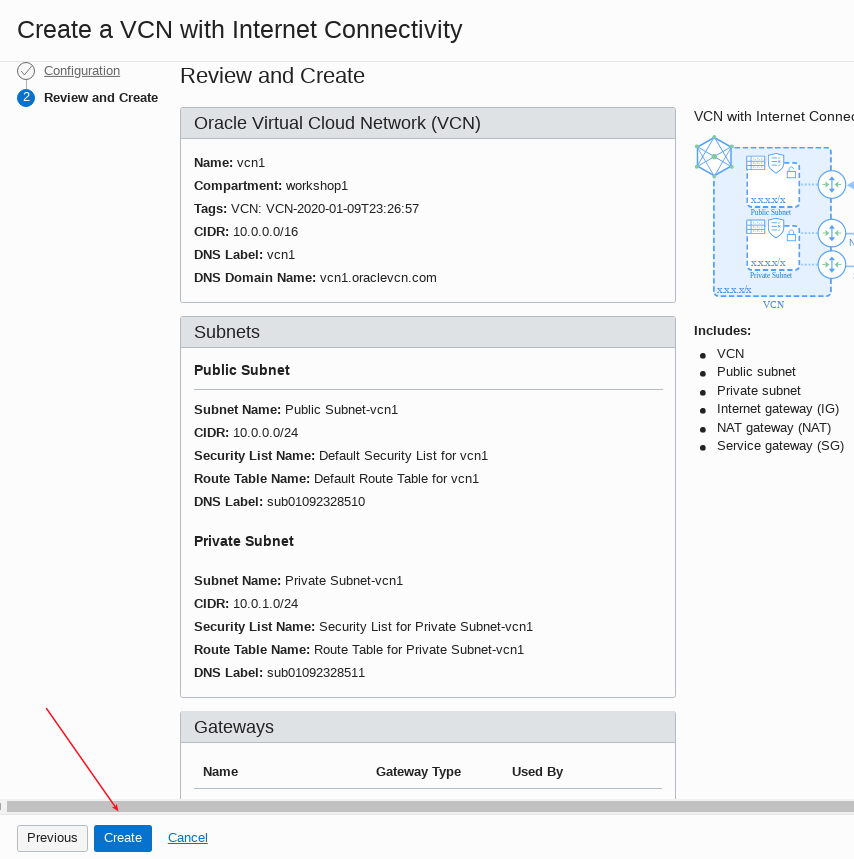 Create a VCN with Internet Connectivity
Configuration
2 Review and Create
Review and Create
Oracle Virtual Cloud Network (VCN)
Name: vcn1
Compartment: workshop1
Tags: VCN: VCN-2020-01-09T23:26:57
CIDR: 10.0.0.0/16
DNS Label: vcn1
DNS Domain Name: vcn1.oraclevcn.com
Subnets
Public Subnet
Subnet Name: Public Subnet-vcn1
CIDR: 10.0.0.0/24
Security List Name: Default Security List for vcn1
Route Table Name: Default Route Table for vcn1
DNS Label: sub01092328510
Private Subnet
Subnet Name: Private Subnet-vcn1
CIDR: 10.0.1.0/24
Security List Name: Security List for Private Subnet-vcn1
Route Table Name: Route Table for Private Subnet-vcn1
DNS Label: sub01092328511
Gateways
Name Gateway Type Used By
VCN with Internet Connec
x.x.x.x/x
Public Subnet
x.x.x.x/x
Private Subnet
x.x.x.x/x
VCN
Includes:
VCN
Public subnet
Private subnet
Internet gateway (IG)
NAT gateway (NAT)
Service gateway (SG)
Previous Create Cancel